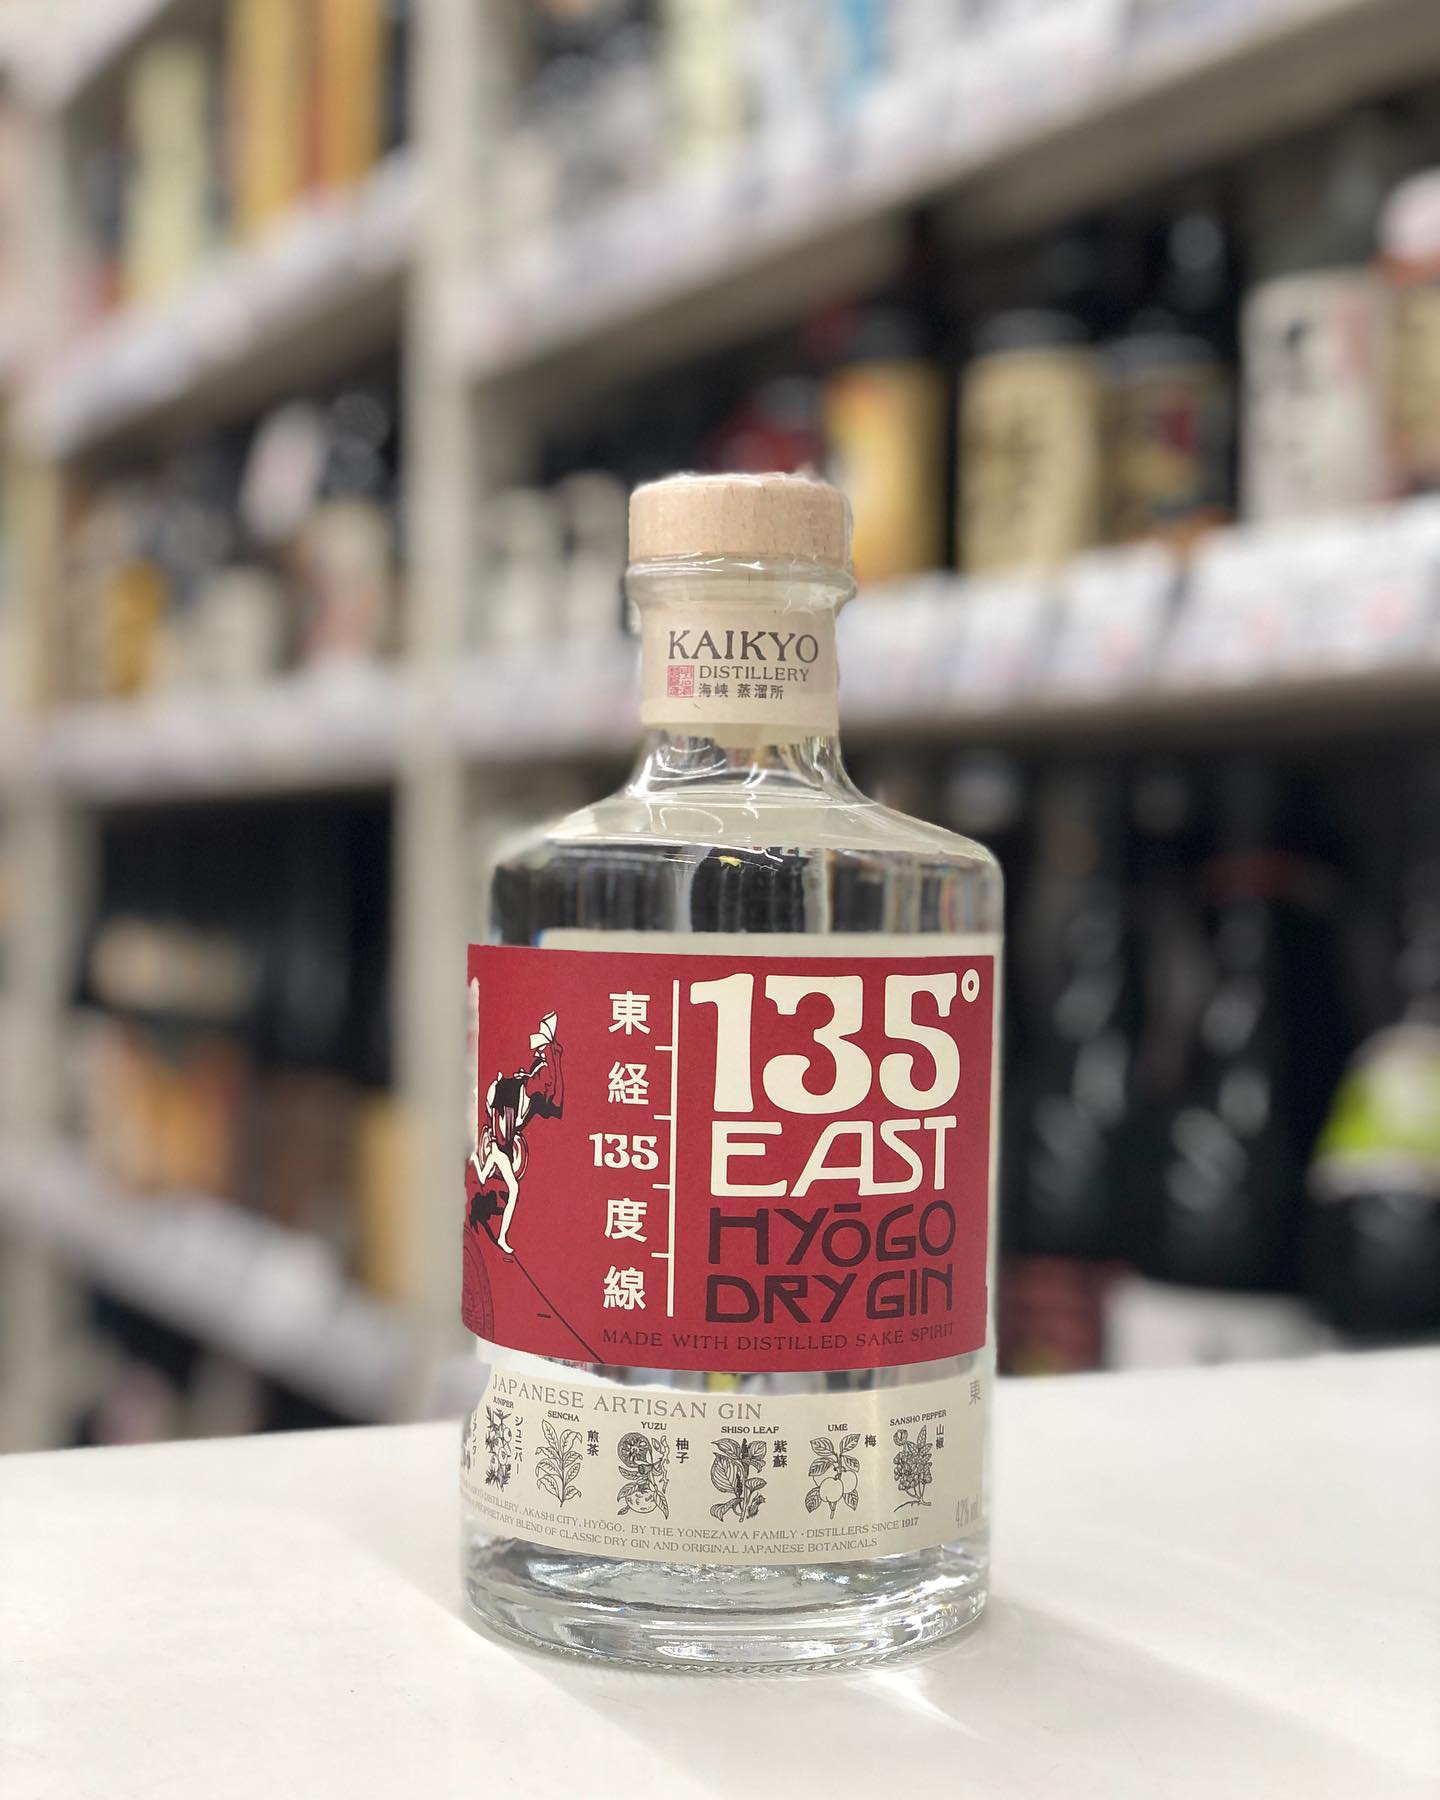 KAIKYO
DISTILLERY
海峡 蒸溜所
135°
EAST
HYŌGO
DRY GIN
東
経
135
度
線
MADE WITH DISTILLED SAKE SPIRIT
JAPANESE ARTISAN GIN
東
JUNIPER
ジュニパー
SENCHA
煎茶
YUZU
柚子
SHISO LEAF
紫蘇
UME
梅
SANSHO PEPPER
山椒
DISTILLERY, AKASHI CITY, HYŌGO. BY THE YONEZAWA FAMILY · DISTILLERS SINCE 1917
PROPRIETARY BLEND OF CLASSIC DRY GIN AND ORIGINAL JAPANESE BOTANICALS
42%